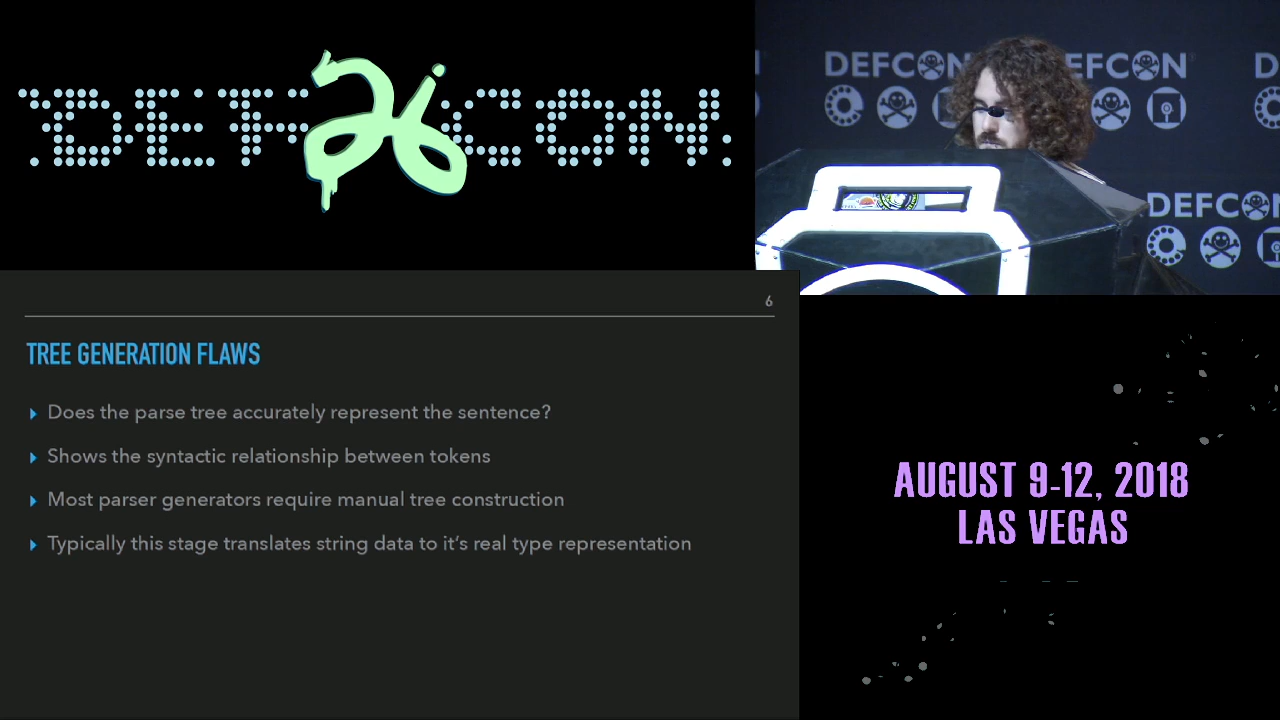 DEFCON
26
DEFCON
DEFCON
DEFCON
6
TREE GENERATION FLAWS
Does the parse tree accurately represent the sentence?
Shows the syntactic relationship between tokens
Most parser generators require manual tree construction
Typically this stage translates string data to it's real type representation
AUGUST 9-12, 2018
LAS VEGAS